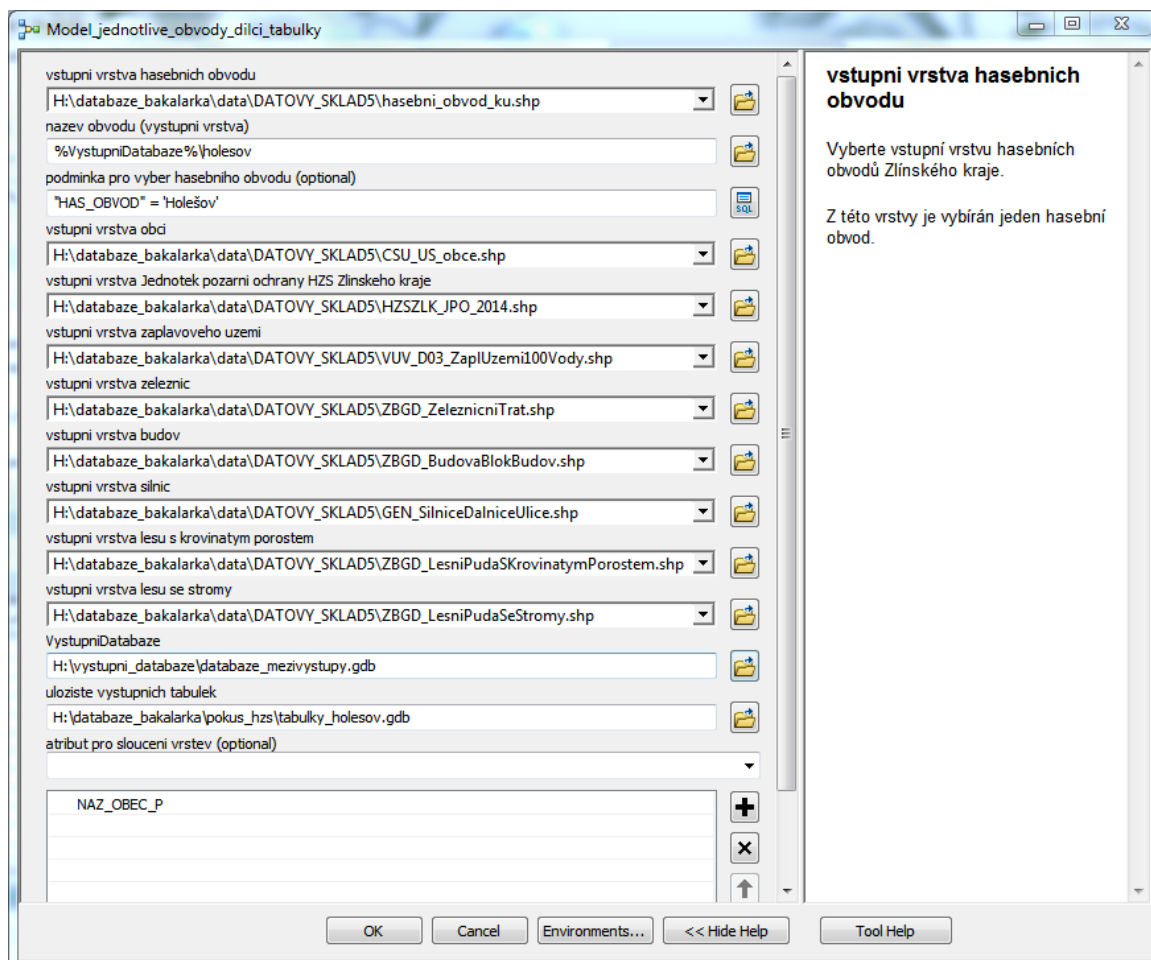 Model_jednotlive_obvody_dilci_tabulky
vstupni vrstva hasebnich obvodu
H:\databaze_bakalarka\data\DATOVY_SKLAD5\hasebni_obvod_ku.shp
nazev obvodu (vystupni vrstva)
%VystupniDatabaze%\holesov
podminka pro vyber hasebniho obvodu (optional)
"HAS_OBVOD" = 'Holešov'
SQL
vstupni vrstva obci
H:\databaze_bakalarka\data\DATOVY_SKLAD5\CSU_US_obce.shp
vstupni vrstva Jednotek pozarni ochrany HZS Zlinskeho kraje
H:\databaze_bakalarka\data\DATOVY_SKLAD5\HZSZLK_JPO_2014.shp
vstupni vrstva zaplavoveho uzemi
H:\databaze_bakalarka\data\DATOVY_SKLAD5\VUV_D03_ZaplUzemi100Vody.shp
vstupni vrstva zeleznic
H:\databaze_bakalarka\data\DATOVY_SKLAD5\ZBGD_ZeleznicniTrat.shp
vstupni vrstva budov
H:\databaze_bakalarka\data\DATOVY_SKLAD5\ZBGD_BudovaBlokBudov.shp
vstupni vrstva silnic
H:\databaze_bakalarka\data\DATOVY_SKLAD5\GEN_SilniceDalniceUlice.shp
vstupni vrstva lesu s krovinatym porostem
H:\databaze_bakalarka\data\DATOVY_SKLAD5\ZBGD_LesniPudaSKrovinatymPorostem.shp
vstupni vrstva lesu se stromy
H:\databaze_bakalarka\data\DATOVY_SKLAD5\ZBGD_LesniPudaSeStromy.shp
VystupniDatabaze
H:\vystupni_databaze\databaze_mezivystupy.gdb
uloziste vystupnich tabulek
H:\databaze_bakalarka\pokus_hzs\tabulky_holesov.gdb
atribut pro slouceni vrstev (optional)
NAZ_OBEC_P
vstupni vrstva hasebnich
obvodu
Vyberte vstupní vrstvu hasebních
obvodů Zlínského kraje.
Z této vrstvy je vybírán jeden hasební
obvod.
OK
Cancel
Environments...
<< Hide Help
Tool Help